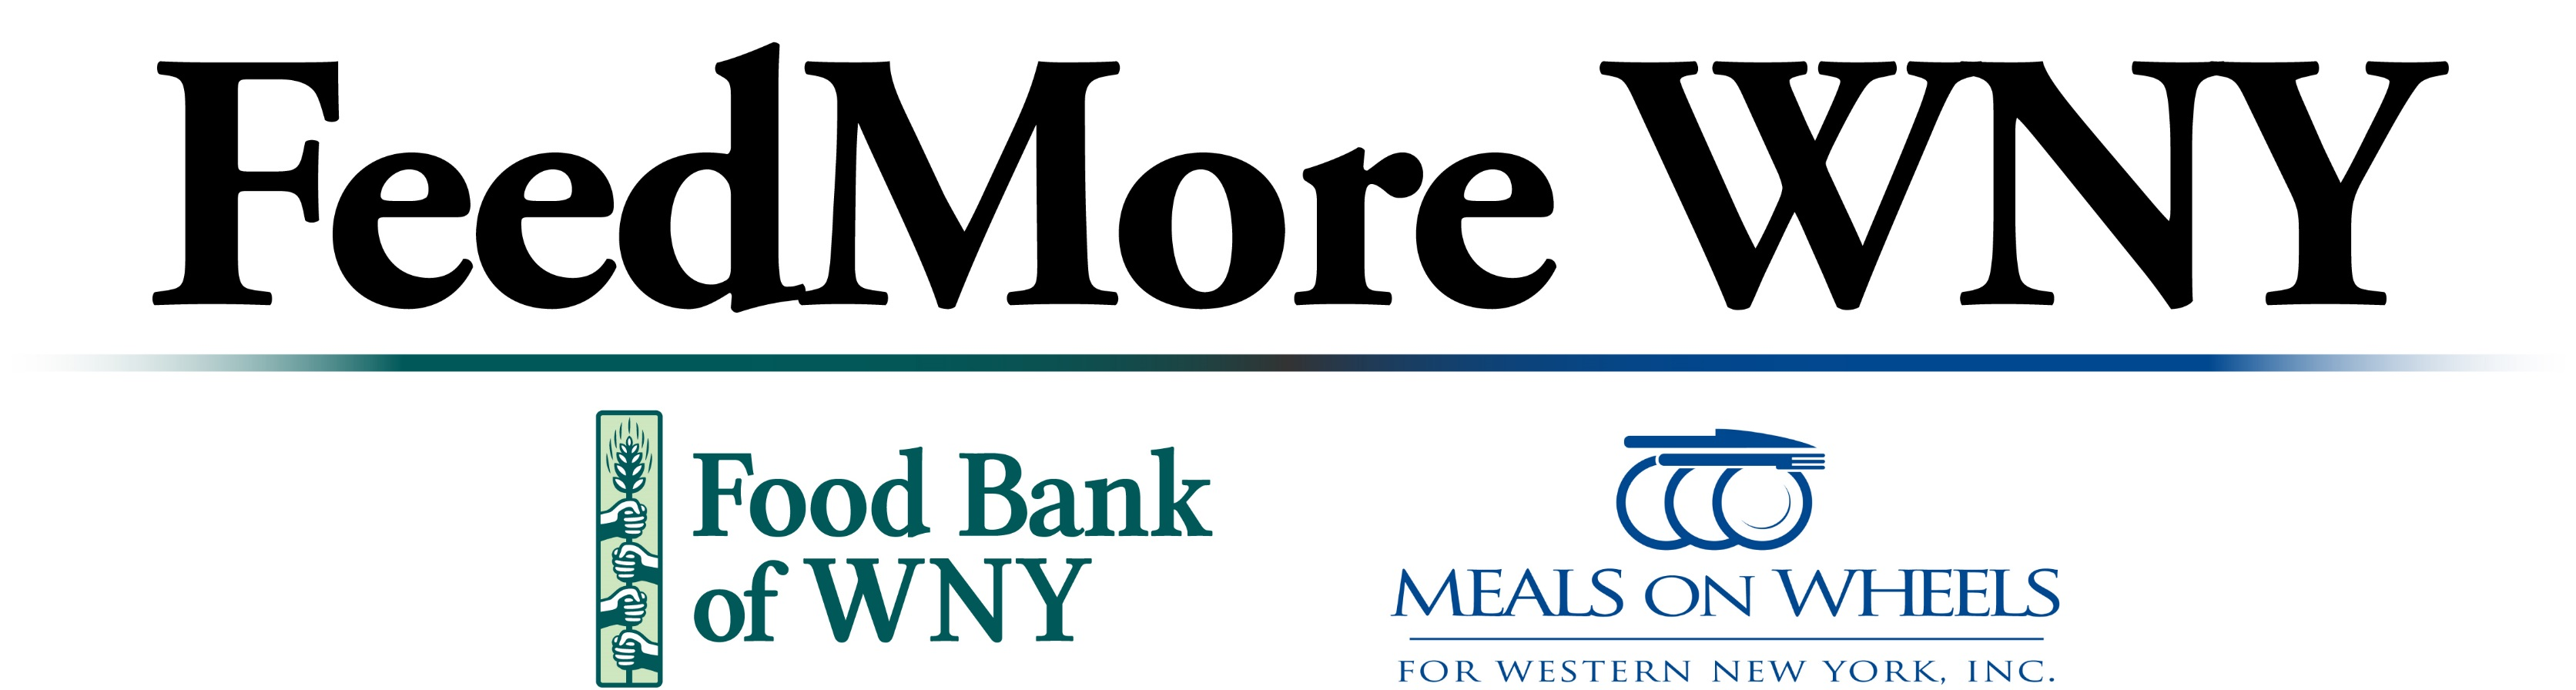 FeedMore WNY
Food Bank
of WNY
MEALS ON WHEELS
FOR WESTERN NEW YORK, INC.